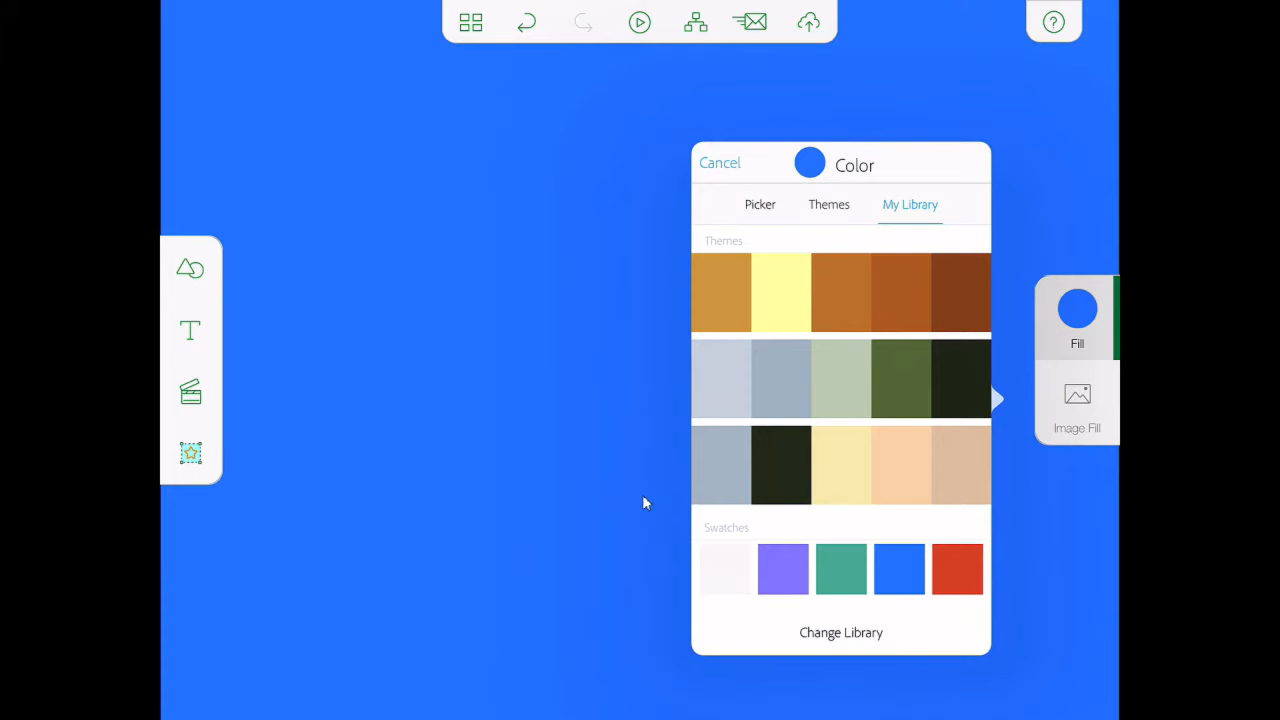 Cancel
Color
Picker
Themes
My Library
Themes
Swatches
Change Library
Fill
Image Fill